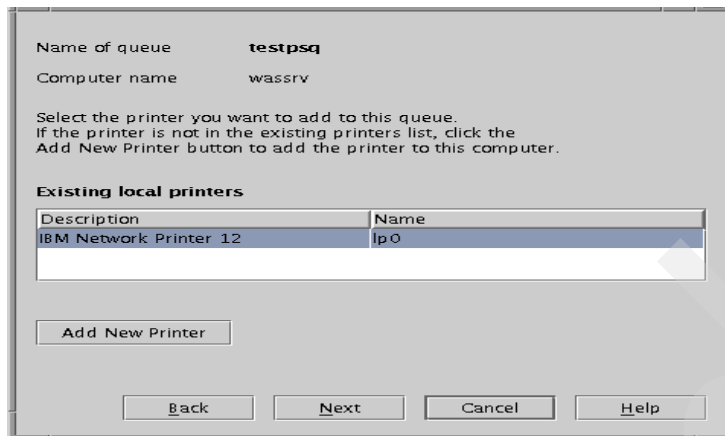 Name of queue testpsq
Computer name wassrv
Select the printer you want to add to this queue.
If the printer is not in the existing printers list, click the
Add New Printer button to add the printer to this computer.
Existing local printers
Description Name
IBM Network Printer 12 lp0
Add New Printer
Back Next Cancel Help